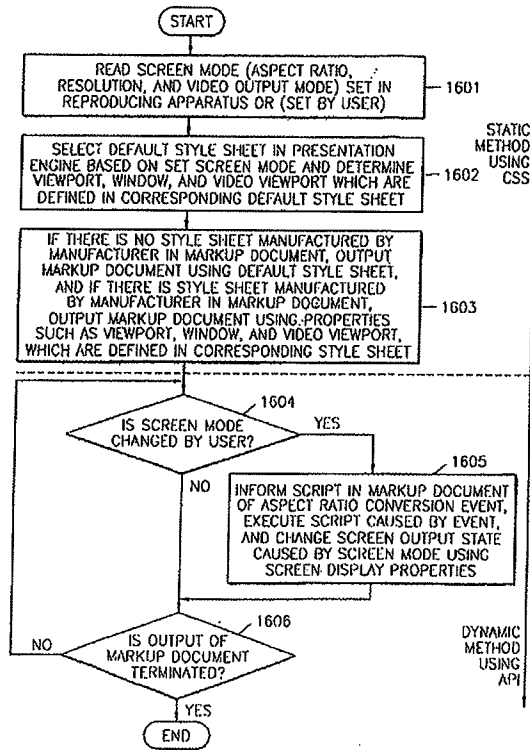 START
READ SCREEN MODE (ASPECT RATIO,
RESOLUTION, AND VIDEO OUTPUT MODE) SET IN
REPRODUCING APPARATUS OR (SET BY USER)
1601
STATIC
METHOD
USING
CSS
SELECT DEFAULT STYLE SHEET IN PRESENTATION
ENGINE BASED ON SET SCREEN MODE AND DETERMINE
VIEWPORT, WINDOW, AND VIDEO VIEWPORT WHICH ARE
DEFINED IN CORRESPONDING DEFAULT STYLE SHEET
1602
IF THERE IS NO STYLE SHEET MANUFACTURED BY
MANUFACTURER IN MARKUP DOCUMENT, OUTPUT
MARKUP DOCUMENT USING DEFAULT STYLE SHEET,
AND IF THERE IS STYLE SHEET MANUFACTURED
BY MANUFACTURER IN MARKUP DOCUMENT,
OUTPUT MARKUP DOCUMENT USING PROPERTIES
SUCH AS VIEWPORT, WINDOW, AND VIDEO VIEWPORT,
WHICH ARE DEFINED IN CORRESPONDING STYLE SHEET
1603
1604
IS SCREEN MODE
CHANGED BY USER?
YES
NO
1605
INFORM SCRIPT IN MARKUP DOCUMENT
OF ASPECT RATIO CONVERSION EVENT,
EXECUTE SCRIPT CAUSED BY EVENT,
AND CHANGE SCREEN OUTPUT STATE
CAUSED BY SCREEN MODE USING
SCREEN DISPLAY PROPERTIES
1606
IS OUTPUT OF
MARKUP DOCUMENT
TERMINATED?
NO
YES
DYNAMIC
METHOD
USING
API
END